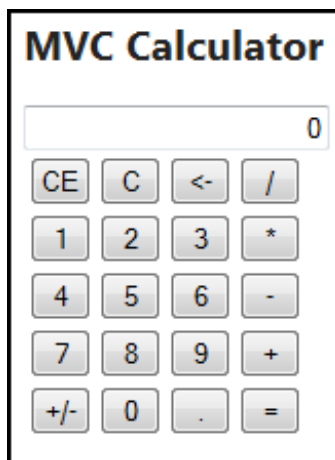 MVC Calculator
0
CE C <- /
1 2 3 *
4 5 6 -
7 8 9 +
+/- 0 . =